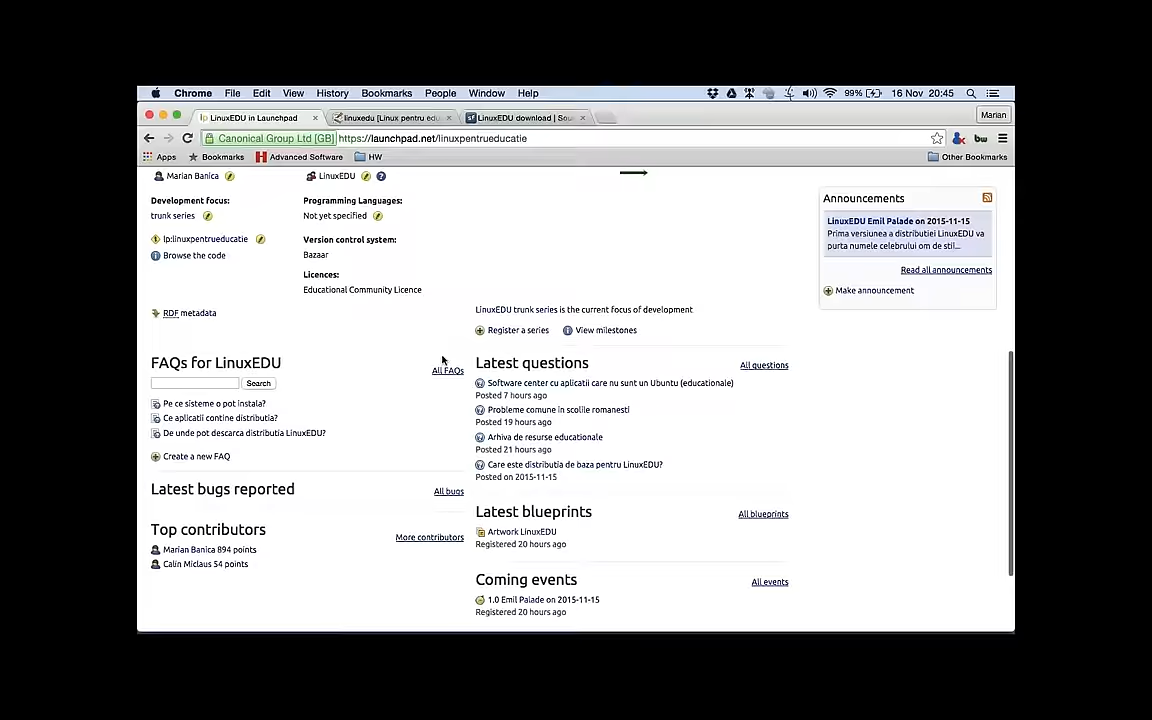 Chrome File Edit View History Bookmarks People Window Help 99% 16 Nov 20:45
LinuxEDU in Launchpad linuxedu [Linux pentru edu LinuxEDU download | Sou Marian
Canonical Group Ltd [GB] https://launchpad.net/linuxpentrueducatie
Apps Bookmarks Advanced Software HW Other Bookmarks
Marian Banica LinuxEDU
Development focus:
trunk series
lp:linuxpentrueducatie
Browse the code
Programming Languages:
Not yet specified
Version control system:
Bazaar
Licences:
Educational Community Licence
RDF metadata
LinuxEDU trunk series is the current focus of development
Register a series View milestones
FAQs for LinuxEDU
All FAQs
Search
Pe ce sisteme o pot instala?
Ce aplicatii contine distributia?
De unde pot descarca distributia LinuxEDU?
Create a new FAQ
Latest bugs reported
All bugs
Top contributors
More contributors
Marian Banica 894 points
Calin Miclaus 54 points
Latest questions
All questions
Software center cu aplicatii care nu sunt un Ubuntu (educationale)
Posted 7 hours ago
Probleme comune in scolile romanesti
Posted 19 hours ago
Arhiva de resurse educationale
Posted 21 hours ago
Care este distributia de baza pentru LinuxEDU?
Posted on 2015-11-15
Latest blueprints
All blueprints
Artwork LinuxEDU
Registered 20 hours ago
Coming events
All events
1.0 Emil Palade on 2015-11-15
Registered 20 hours ago
Announcements
LinuxEDU Emil Palade on 2015-11-15
Prima versiunea a distributiei LinuxEDU va
purta numele celebrului om de stii...
Read all announcements
Make announcement